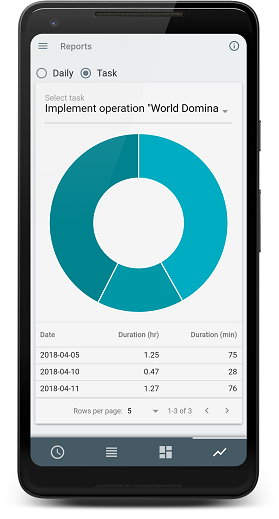 Reports
Daily Task
Select task
Implement operation "World Domina
Date Duration (hr) Duration (min)
2018-04-05 1.25 75
2018-04-10 0.47 28
2018-04-11 1.27 76
Rows per page: 5 1-3 of 3